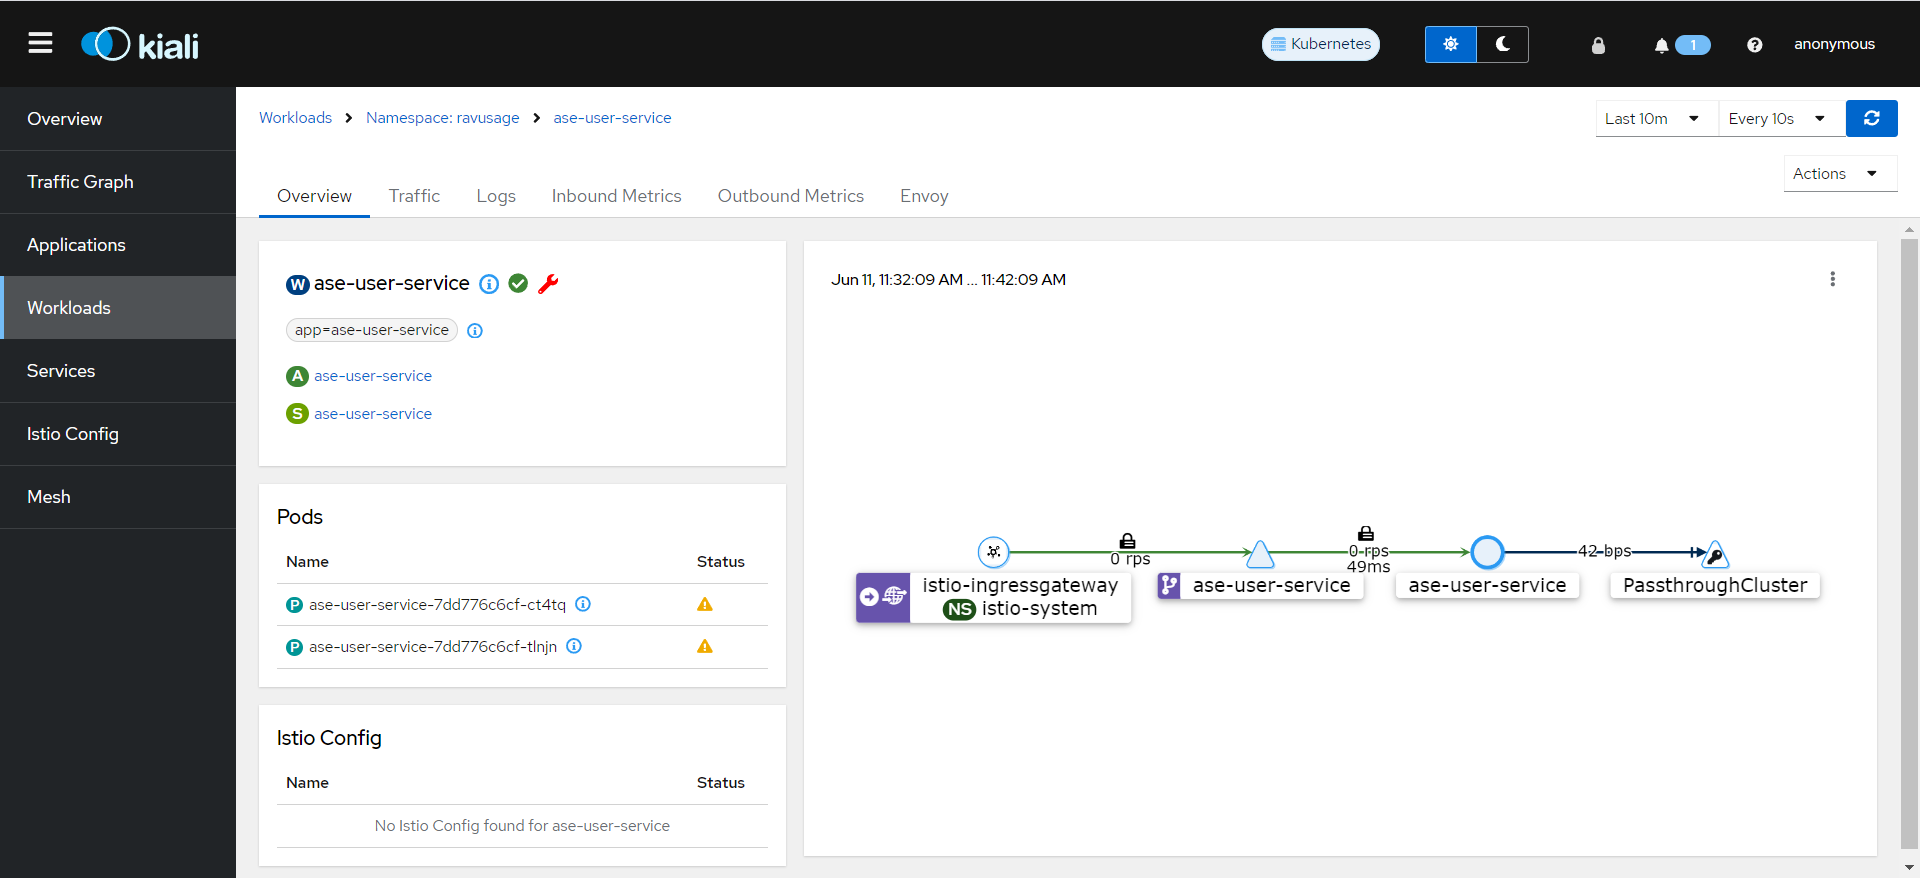 kiali
Kubernetes
1
anonymous
Overview
Traffic Graph
Applications
Workloads
Services
Istio Config
Mesh
Workloads > Namespace: ravusage > ase-user-service
Last 10m
Every 10s
Actions
Overview Traffic Logs Inbound Metrics Outbound Metrics Envoy
W ase-user-service
app=ase-user-service
A ase-user-service
S ase-user-service
Pods
Name Status
P ase-user-service-7dd776c6cf-ct4tq
P ase-user-service-7dd776c6cf-tlnjn
Istio Config
Name Status
No Istio Config found for ase-user-service
Jun 11, 11:32:09 AM ... 11:42:09 AM
0 rps
0 rps
49ms
42 bps
istio-ingressgateway
NS istio-system
ase-user-service
ase-user-service
PassthroughCluster